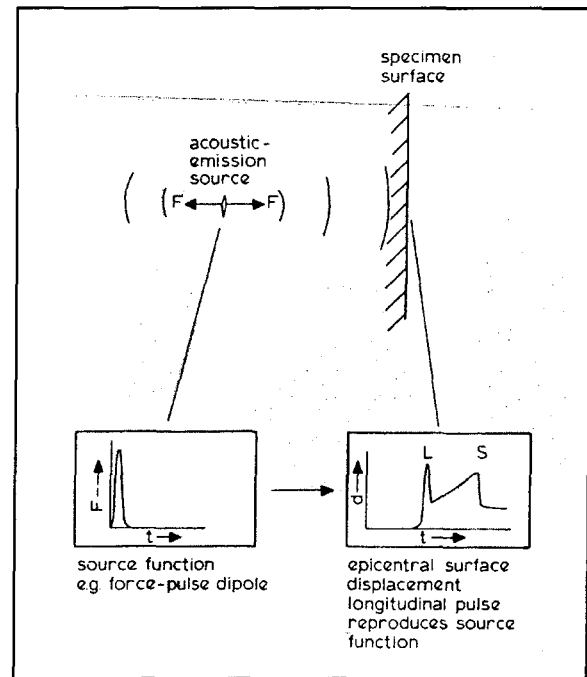 specimen
surface
acoustic-
emission
source
F F
L S
F
t
d
t
source function
e.g. force-pulse dipole
epicentral surface
displacement
longitudinal pulse
reproduces source
function